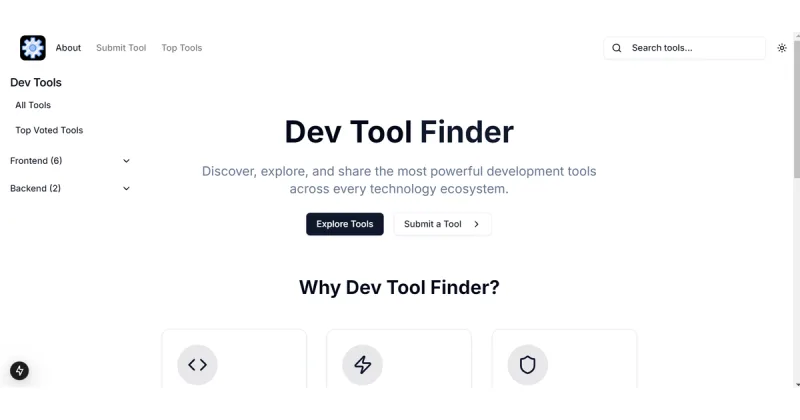 About
Submit Tool
Top Tools
Search tools...
Dev Tools
All Tools
Top Voted Tools
Frontend (6)
Backend (2)
Dev Tool Finder
Discover, explore, and share the most powerful development tools
across every technology ecosystem.
Explore Tools
Submit a Tool
Why Dev Tool Finder?